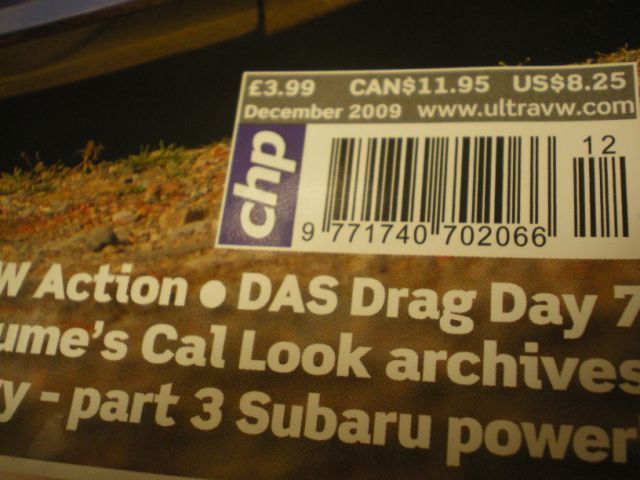 £3.99 CAN$11.95 US$8.25
December 2009 www.ultravw.com
chp
12
9 771740 702066
W Action ● DAS Drag Day 7
ume's Cal Look archives
y - part 3 Subaru power